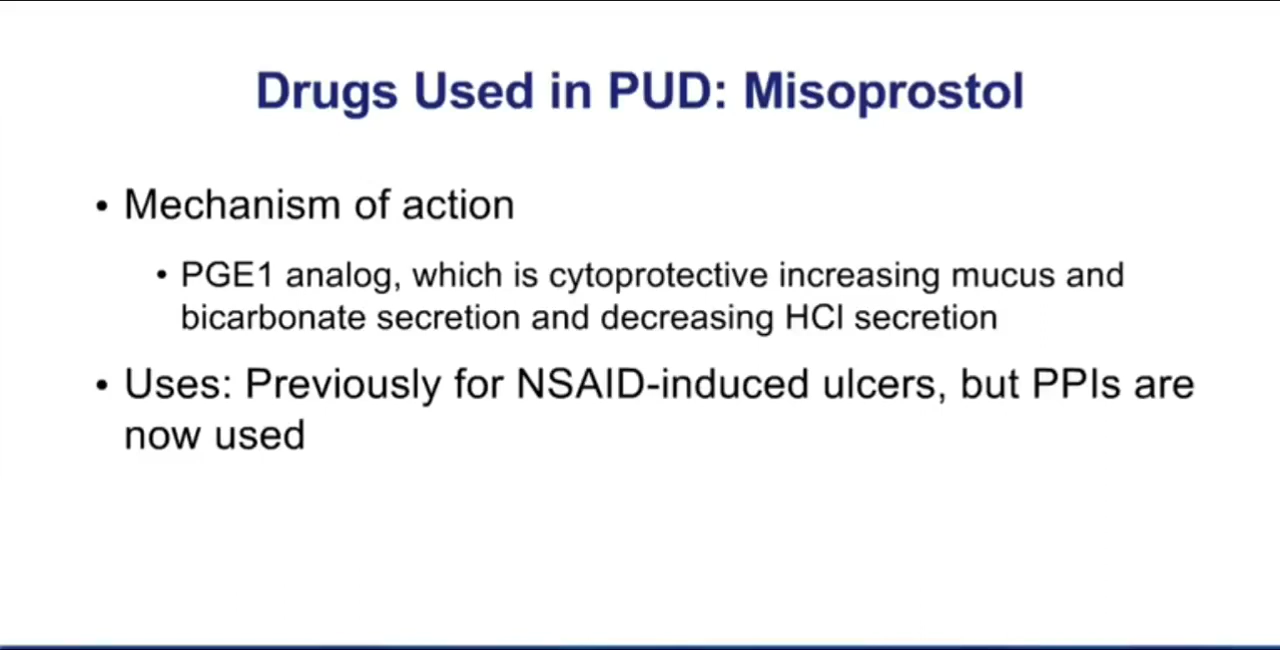 Drugs Used in PUD: Misoprostol
• Mechanism of action
• PGE1 analog, which is cytoprotective increasing mucus and
bicarbonate secretion and decreasing HCl secretion
• Uses: Previously for NSAID-induced ulcers, but PPIs are
now used